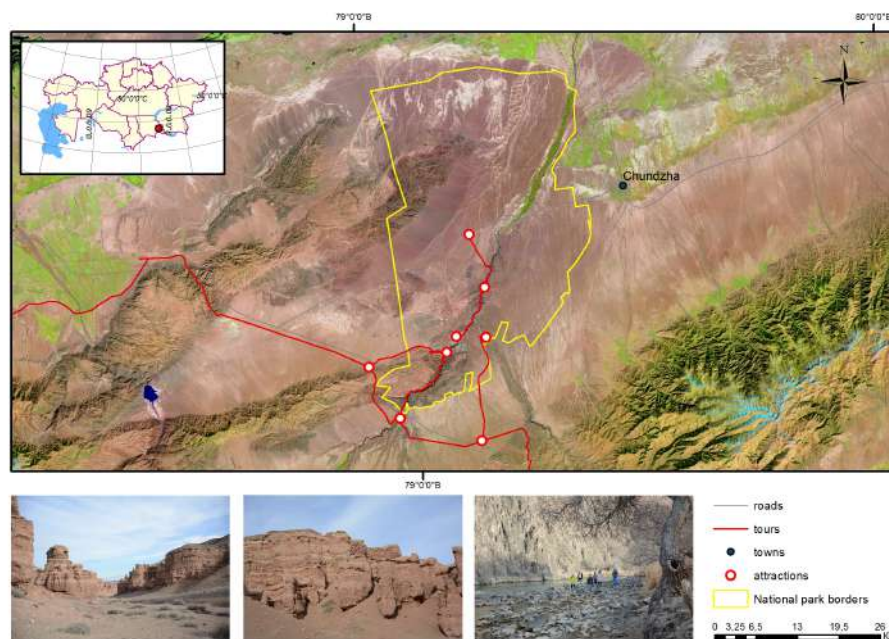 79°0'0"B
80°0'0"B
N
Chundzha
79°0'0"B
roads
tours
towns
attractions
National park borders
0 3,25 6,5 13 19,5 26